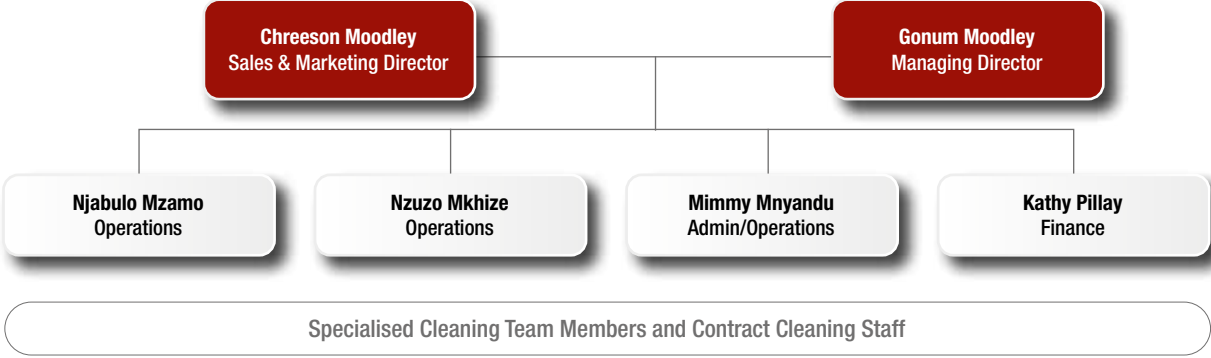 Chreeson Moodley
Sales & Marketing Director
Gonum Moodley
Managing Director
Njabulo Mzamo
Operations
Nzuzo Mkhize
Operations
Mimmy Mnyandu
Admin/Operations
Kathy Pillay
Finance
Specialised Cleaning Team Members and Contract Cleaning Staff